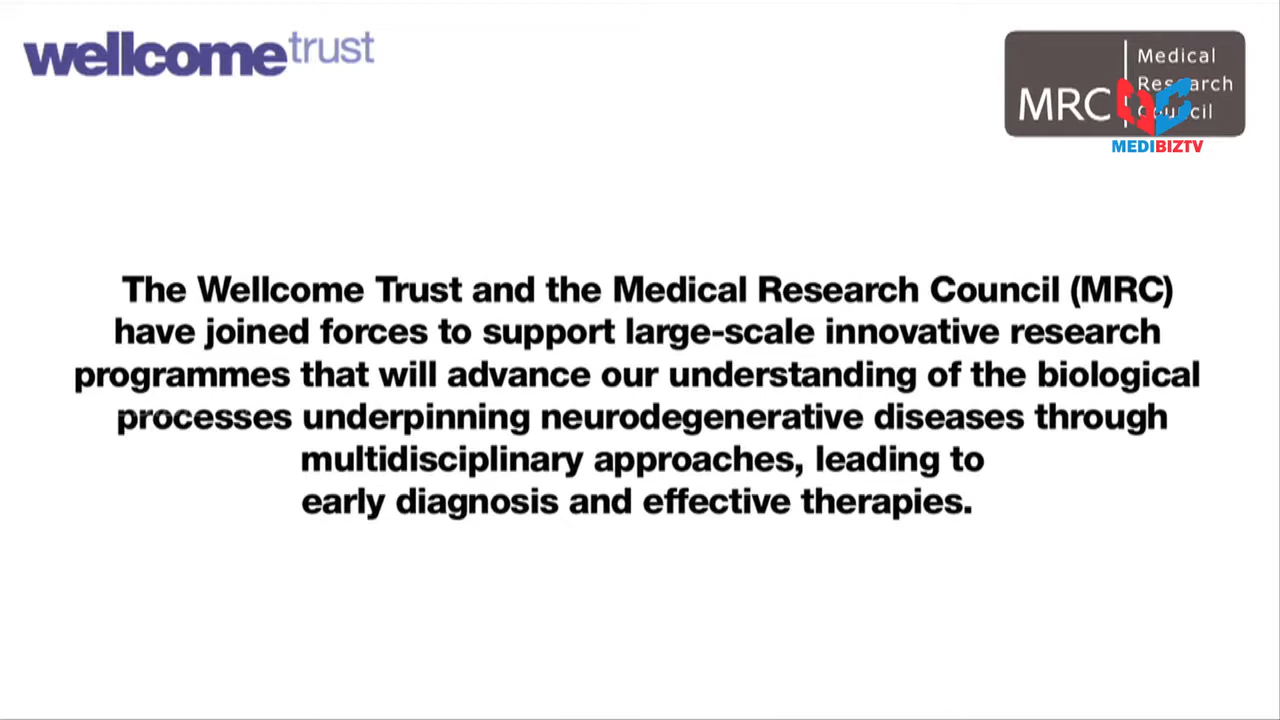 wellcometrust
MRC
Medical
Research
Council
MEDIBIZTV
The Wellcome Trust and the Medical Research Council (MRC)
have joined forces to support large-scale innovative research
programmes that will advance our understanding of the biological
processes underpinning neurodegenerative diseases through
multidisciplinary approaches, leading to
early diagnosis and effective therapies.